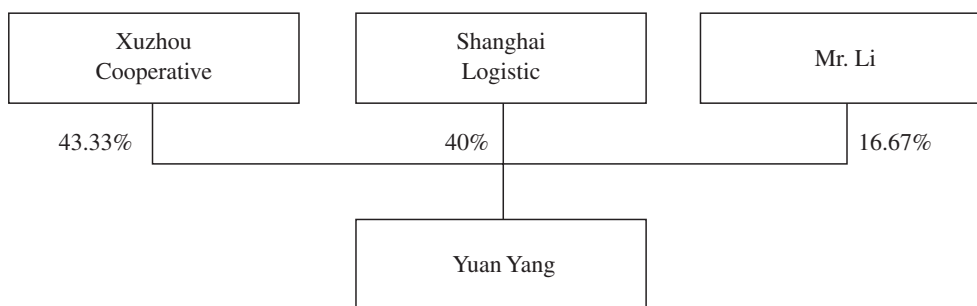 Xuzhou
Cooperative
Shanghai
Logistic
Mr. Li
43.33%
40%
16.67%
Yuan Yang